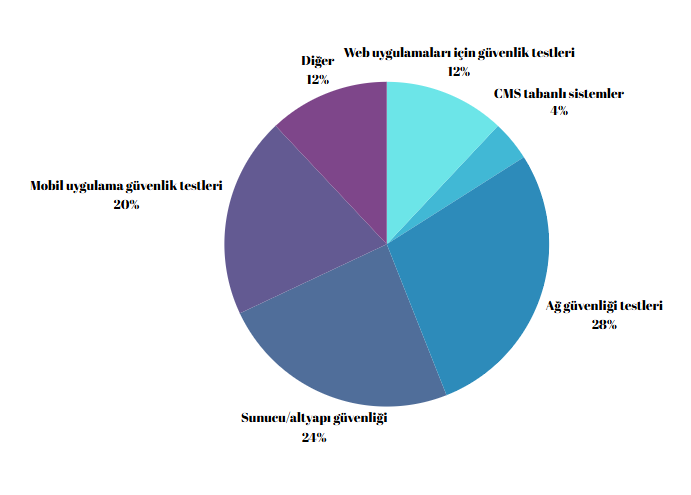 Web uygulamaları için güvenlik testleri
12%
CMS tabanlı sistemler
4%
Ağ güvenliği testleri
28%
Sunucu/altyapı güvenliği
24%
Mobil uygulama güvenlik testleri
20%
Diğer
12%